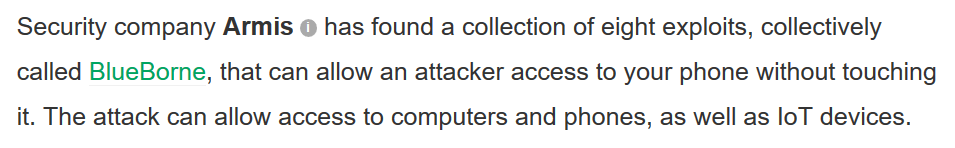 Security company Armis has found a collection of eight exploits, collectively
called BlueBorne, that can allow an attacker access to your phone without touching
it. The attack can allow access to computers and phones, as well as IoT devices.